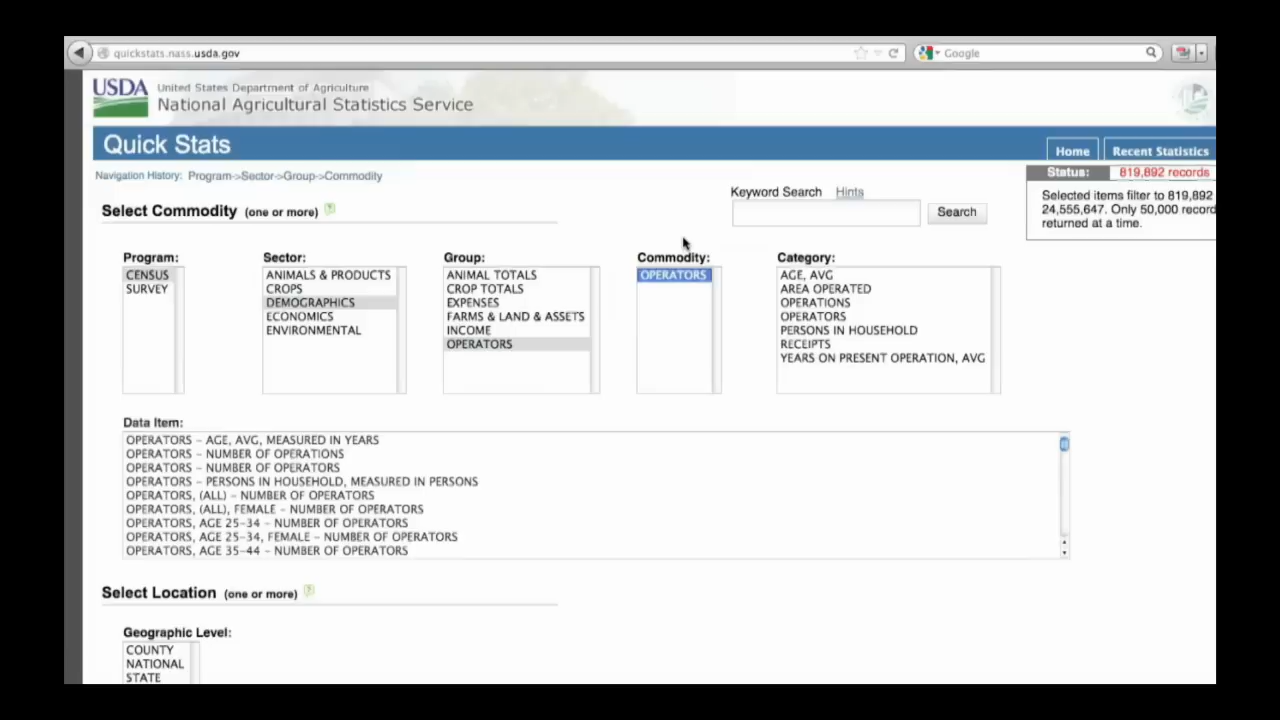 quickstats.nass.usda.gov
Google
USDA United States Department of Agriculture
National Agricultural Statistics Service
Quick Stats
Home Recent Statistics
Navigation History: Program->Sector->Group->Commodity
Status: 819,892 records
Selected items filter to 819,892
24,555,647. Only 50,000 record
returned at a time.
Keyword Search Hints
Select Commodity (one or more) ?
Search
Program:
CENSUS
SURVEY
Sector:
ANIMALS & PRODUCTS
CROPS
DEMOGRAPHICS
ECONOMICS
ENVIRONMENTAL
Group:
ANIMAL TOTALS
CROP TOTALS
EXPENSES
FARMS & LAND & ASSETS
INCOME
OPERATORS
Commodity:
OPERATORS
Category:
AGE, AVG
AREA OPERATED
OPERATIONS
OPERATORS
PERSONS IN HOUSEHOLD
RECEIPTS
YEARS ON PRESENT OPERATION, AVG
Data Item:
OPERATORS - AGE, AVG, MEASURED IN YEARS
OPERATORS - NUMBER OF OPERATIONS
OPERATORS - NUMBER OF OPERATORS
OPERATORS - PERSONS IN HOUSEHOLD, MEASURED IN PERSONS
OPERATORS, (ALL) - NUMBER OF OPERATORS
OPERATORS, (ALL), FEMALE - NUMBER OF OPERATORS
OPERATORS, AGE 25-34 - NUMBER OF OPERATORS
OPERATORS, AGE 25-34, FEMALE - NUMBER OF OPERATORS
OPERATORS, AGE 35-44 - NUMBER OF OPERATORS
Select Location (one or more) ?
Geographic Level:
COUNTY
NATIONAL
STATE